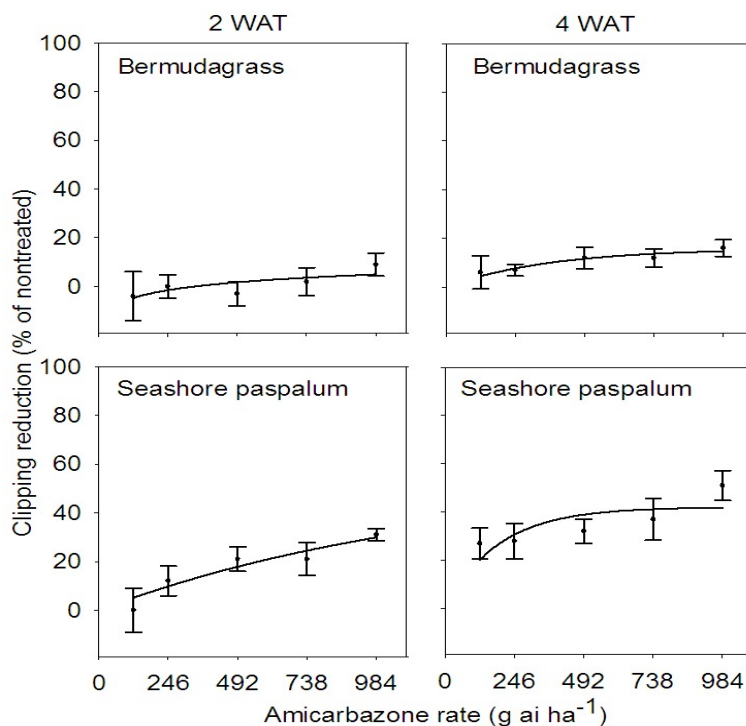 2 WAT
4 WAT
Clipping reduction (% of nontreated)
100
80
60
40
20
0
Bermudagrass
Bermudagrass
100
80
60
40
20
0
Seashore paspalum
Seashore paspalum
0 246 492 738 984
0 246 492 738 984
Amicarbazone rate (g ai ha⁻¹)